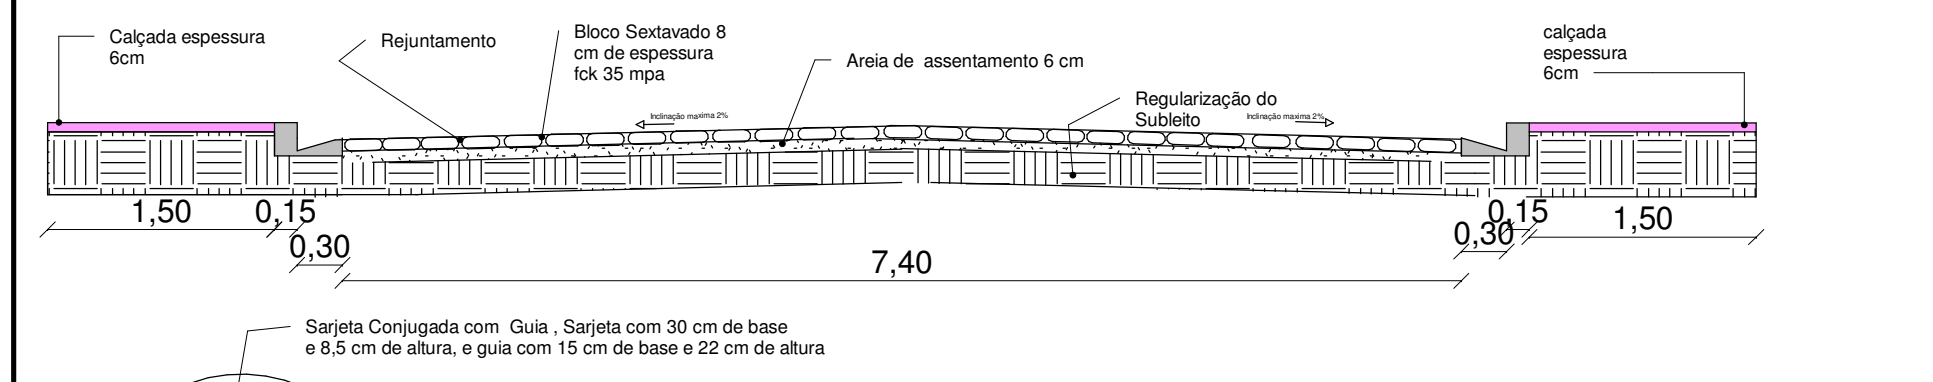 Calçada espessura
6cm
Rejuntamento
Bloco Sextavado 8
cm de espessura
fck 35 mpa
Areia de assentamento 6 cm
Regularização do
Subleito
calçada
espessura
6cm
Inclinação maxima 2%
Inclinação maxima 2%
1,50
0,15
0,30
7,40
0,30
0,15
1,50
Sarjeta Conjugada com Guia , Sarjeta com 30 cm de base
e 8,5 cm de altura, e guia com 15 cm de base e 22 cm de altura